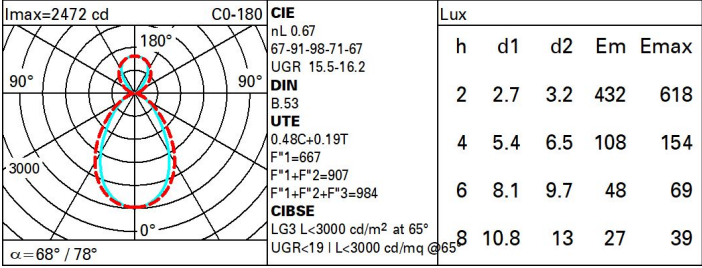 Imax=2472 cd C0-180
180°
90° 90°
3000
0°
α=68° / 78°
CIE
nL 0.67
67-91-98-71-67
UGR 15.5-16.2
DIN
B.53
UTE
0.48C+0.19T
F"1=667
F"1+F"2=907
F"1+F"2+F"3=984
CIBSE
LG3 L<3000 cd/m² at 65°
UGR<19 | L<3000 cd/mq @65°
Lux
h d1 d2 Em Emax
2 2.7 3.2 432 618
4 5.4 6.5 108 154
6 8.1 9.7 48 69
8 10.8 13 27 39